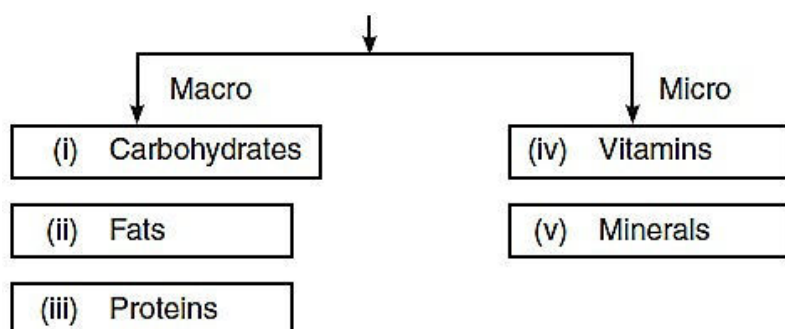 Macro
(i) Carbohydrates
(ii) Fats
(iii) Proteins
Micro
(iv) Vitamins
(v) Minerals